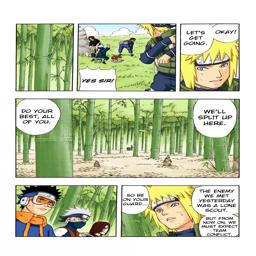 OKAY!
LET'S
GET
GOING.
YES SIR!
WE'LL
SPLIT UP
HERE.
DO YOUR
BEST, ALL
OF YOU.
THE ENEMY
WE MET
YESTERDAY
WAS A LONE
SCOUT.
BUT FROM
NOW ON, WE
MUST EXPECT
TEAM
CONFLICT.
SO BE
ON YOUR
GUARD...